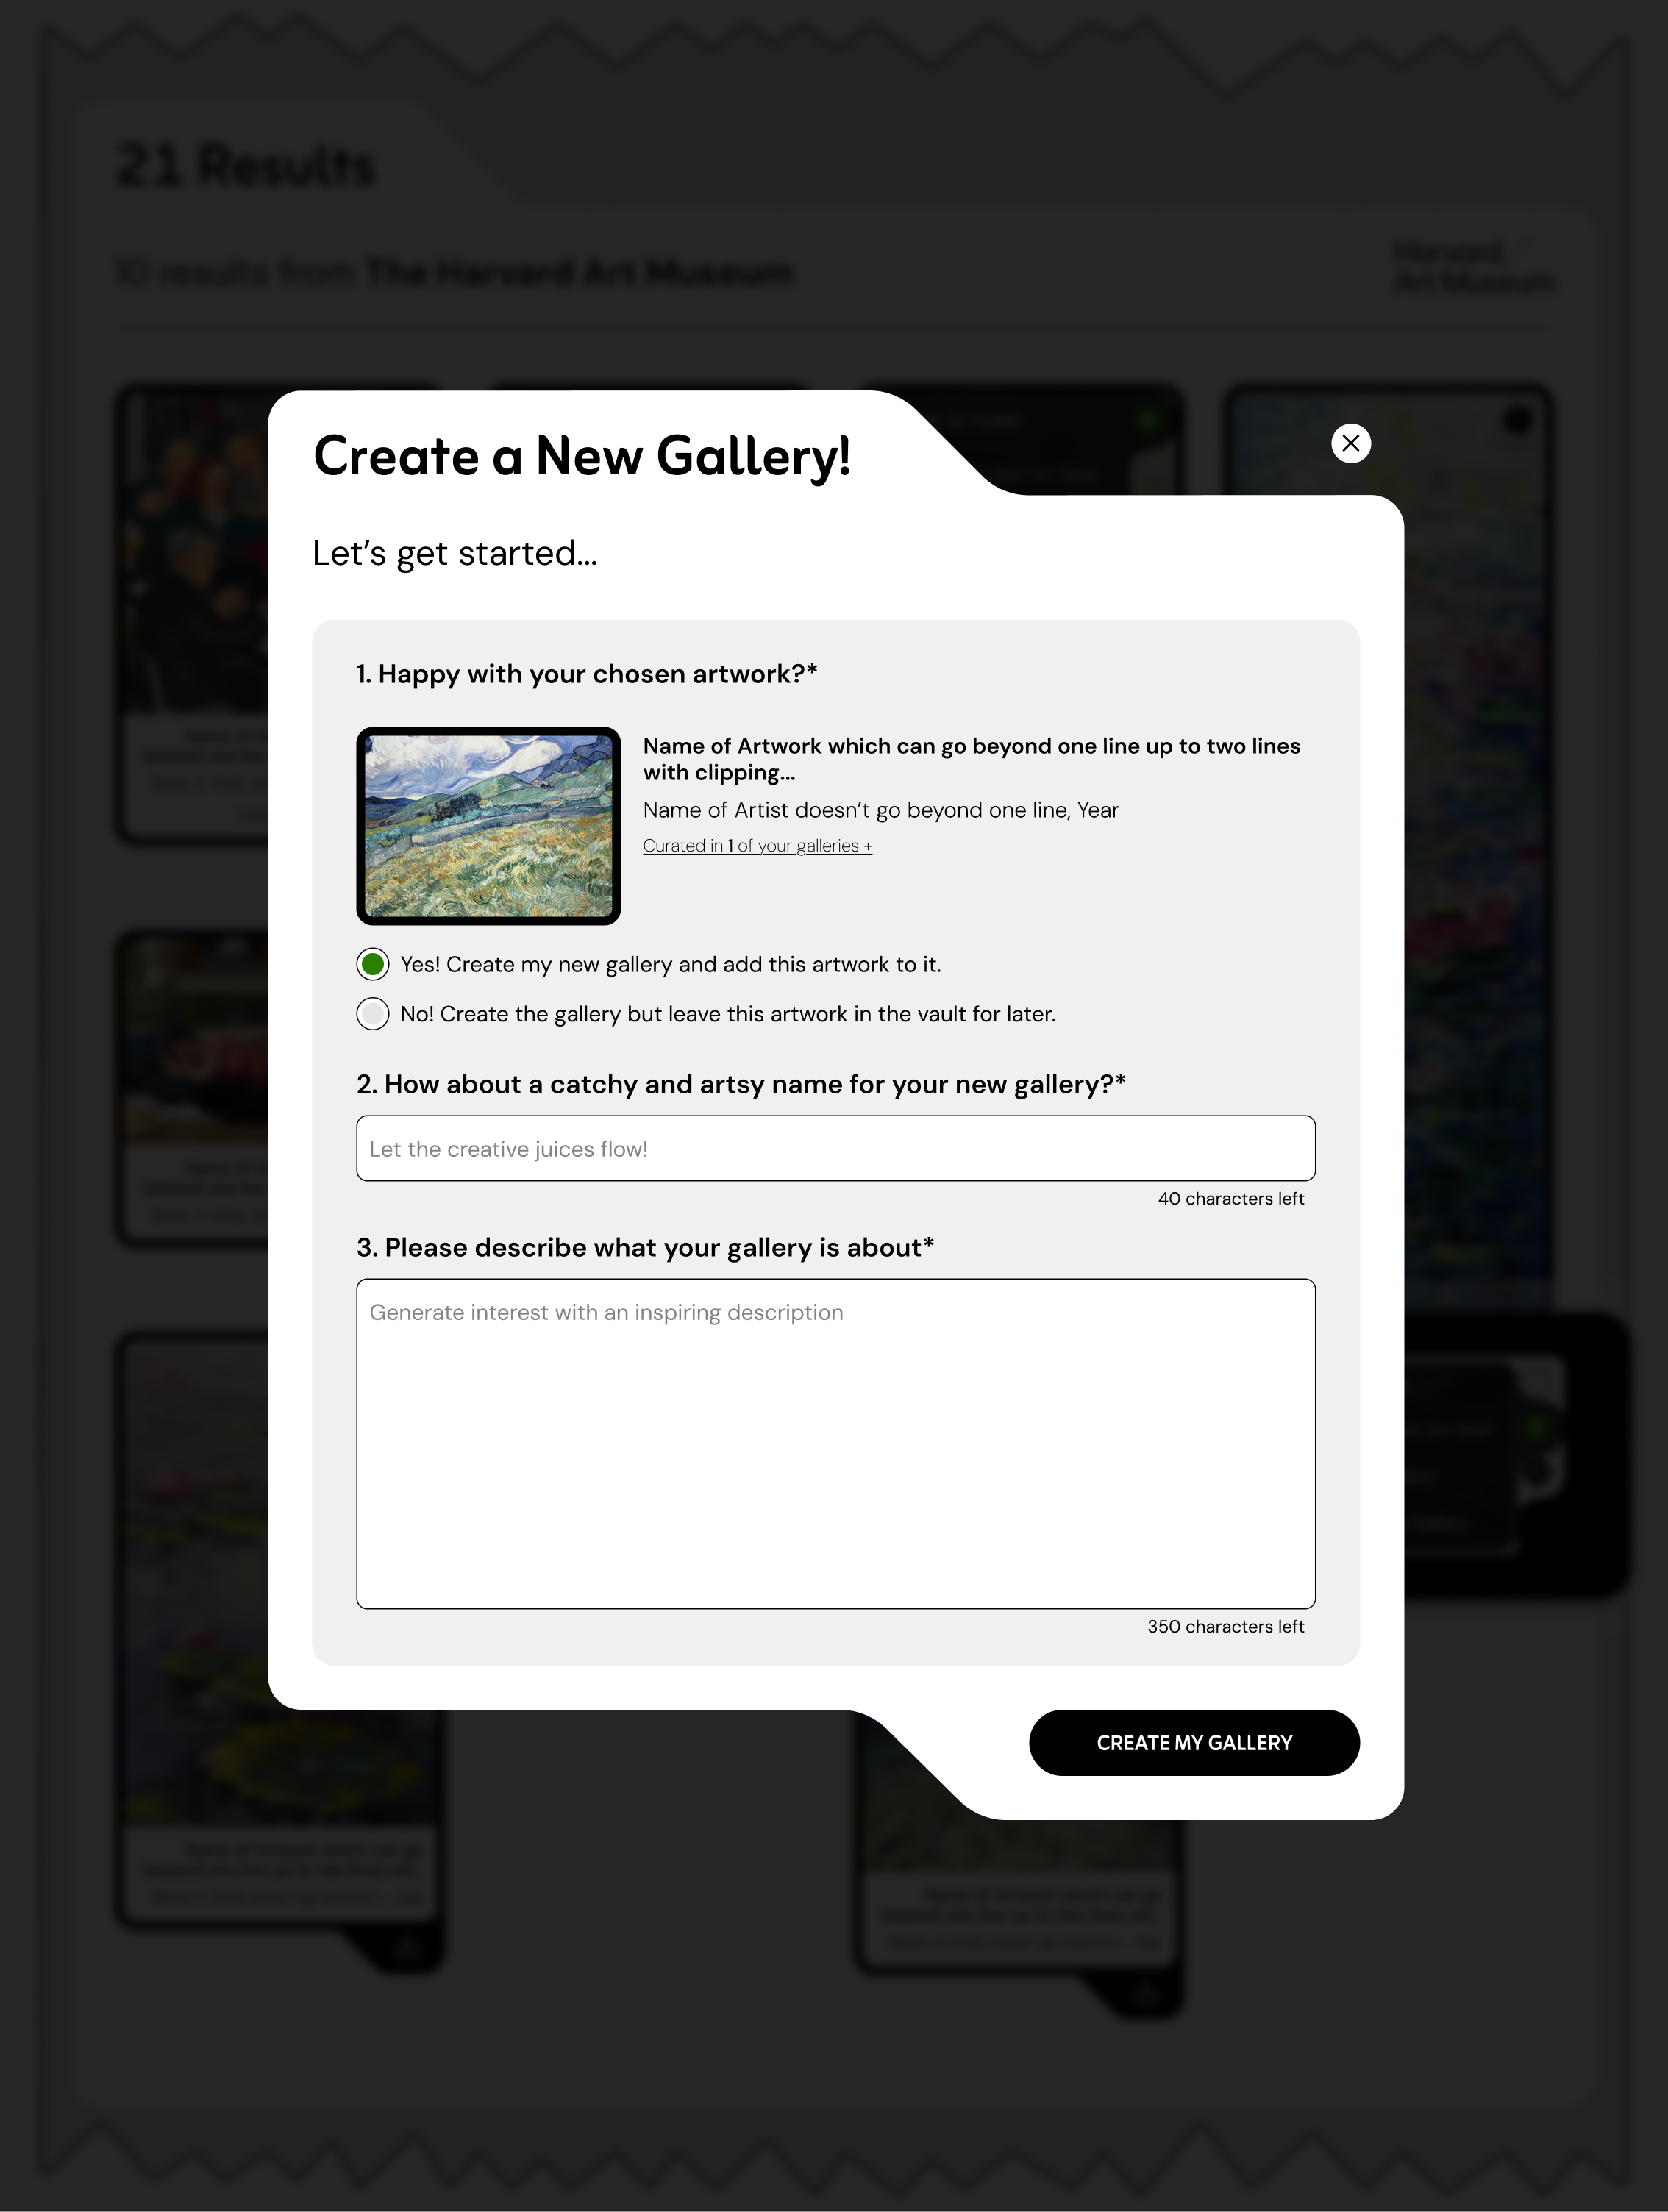 21 Results
10 results from The Harvard Art Museum
Harvard
Art Museum
Create a New Gallery!
Let’s get started...
1. Happy with your chosen artwork?*
Name of Artwork which can go beyond one line up to two lines
with clipping...
Name of Artist doesn’t go beyond one line, Year
Curated in 1 of your galleries +
Yes! Create my new gallery and add this artwork to it.
No! Create the gallery but leave this artwork in the vault for later.
2. How about a catchy and artsy name for your new gallery?*
Let the creative juices flow!
40 characters left
3. Please describe what your gallery is about*
Generate interest with an inspiring description
350 characters left
CREATE MY GALLERY